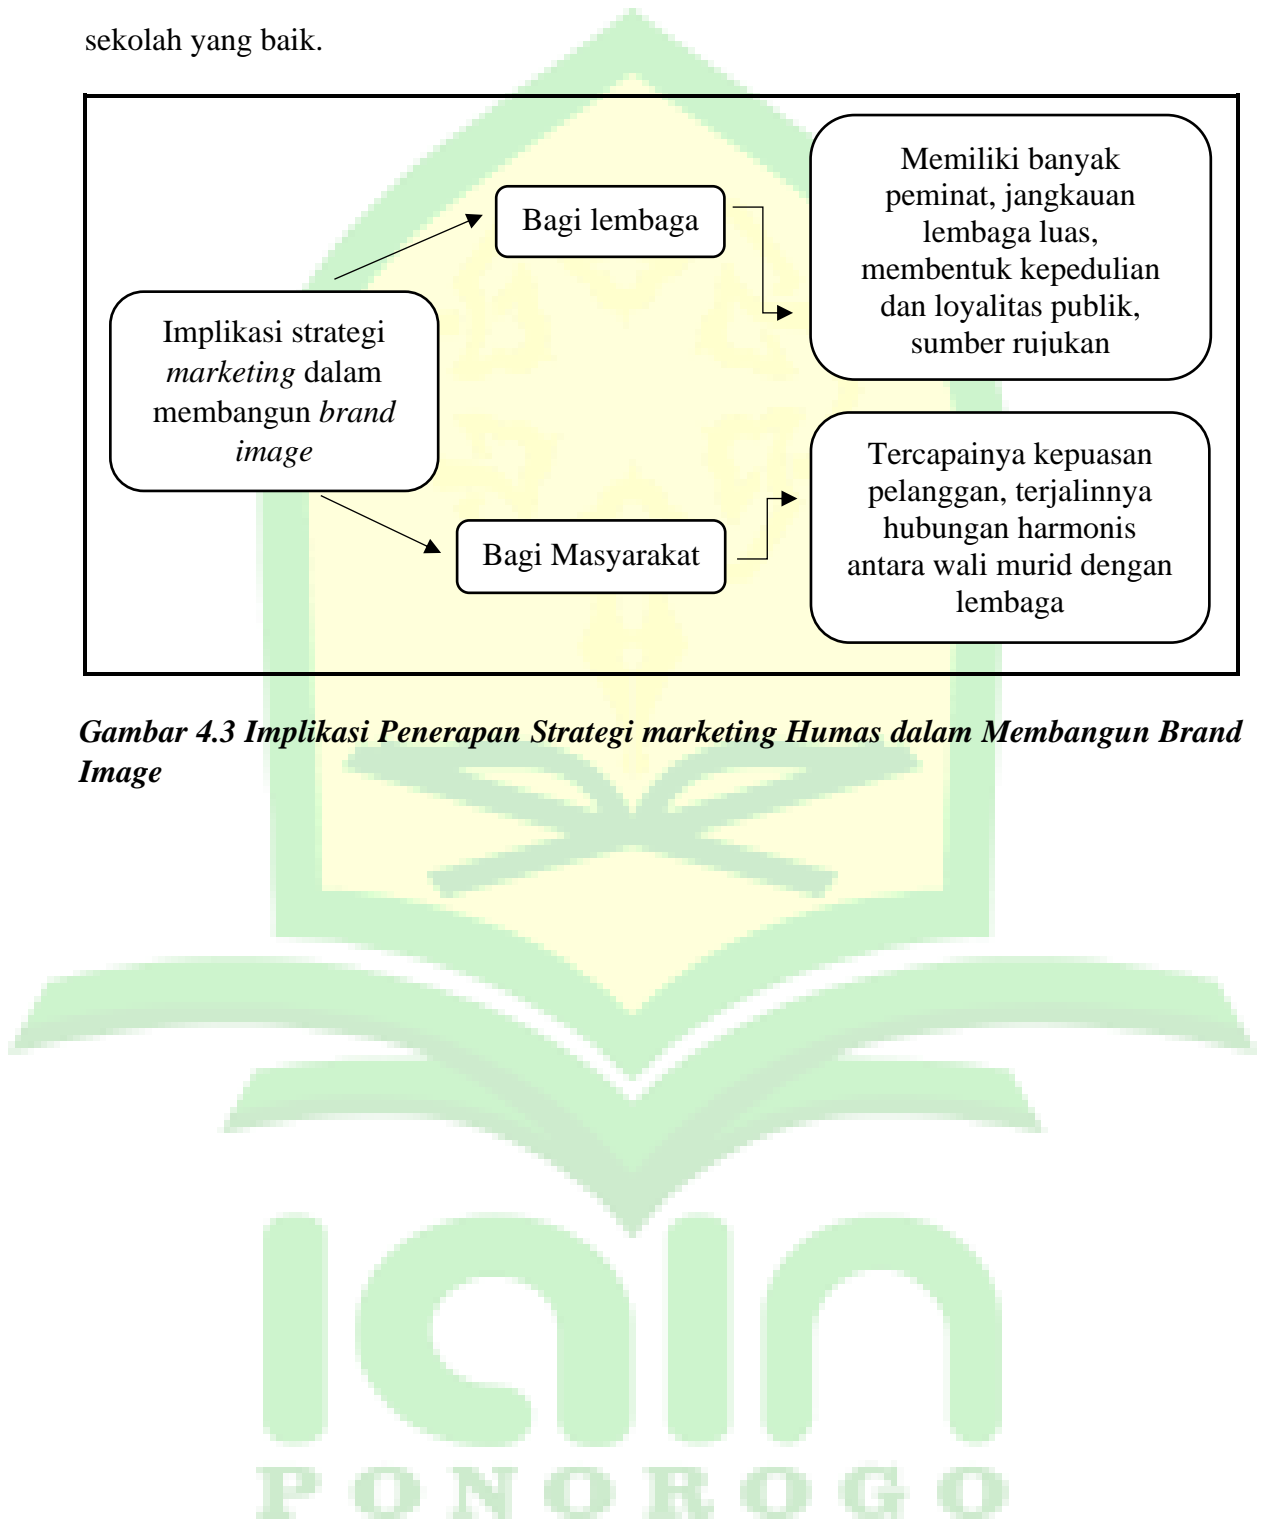 sekolah yang baik.
Implikasi strategi
marketing dalam
membangun brand
image
Bagi lembaga
Memiliki banyak
peminat, jangkauan
lembaga luas,
membentuk kepedulian
dan loyalitas publik,
sumber rujukan
Bagi Masyarakat
Tercapainya kepuasan
pelanggan, terjalinnya
hubungan harmonis
antara wali murid dengan
lembaga
Gambar 4.3 Implikasi Penerapan Strategi marketing Humas dalam Membangun Brand
Image
iain
PONOROGO